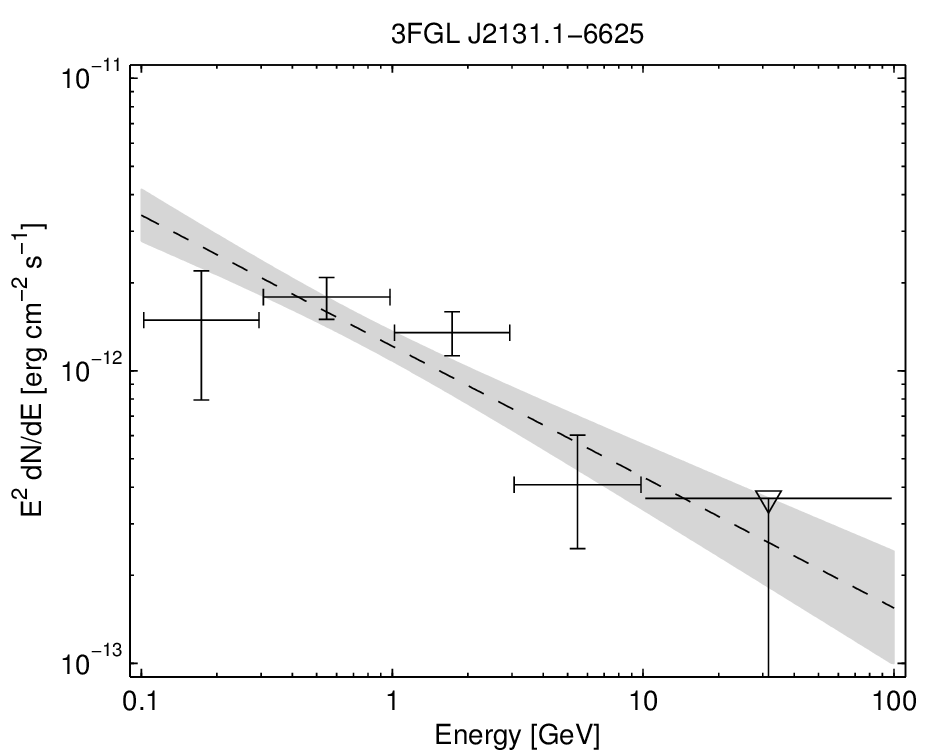 3FGL J2131.1−6625
10⁻¹¹
10⁻¹²
10⁻¹³
E² dN/dE [erg cm⁻² s⁻¹]
0.1 1 10 100
Energy [GeV]